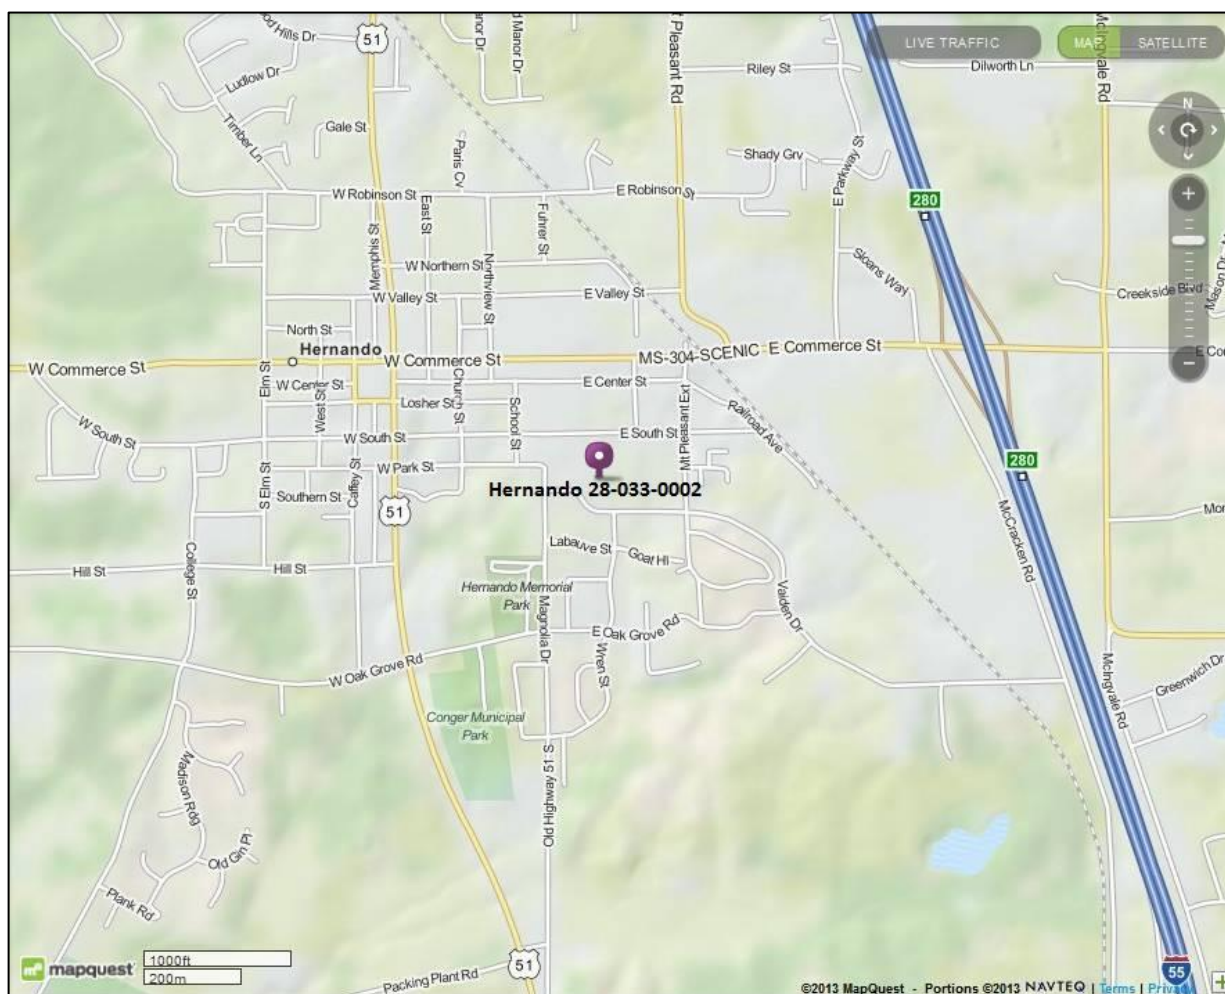 Hills Dr
51
Manor Dr
Manor Dr
Pleasant Rd
McIngvale Rd
LIVE TRAFFIC
MAP
SATELLITE
Riley St
Dilworth Ln
Ludlow Dr
Timber Ln
Gale St
Paris Cv
N
Shady Grv
E Parkway St
W Robinson St
East St
Fuhrer St
E Robinson St
280
Memphis St
W Northern St
Northview St
Sloans Way
Mason Dr
W Valley St
E Valley St
Creekside Blvd
North St
Hernando
W Commerce St
W Commerce St
MS-304-SCENIC
E Commerce St
Elm St
W Center St
Church St
E Center St
West St
Losher St
School St
Mt Pleasant Ext
Railroad Ave
W South St
W South St
E South St
280
S Elm St
Caffey St
W Park St
Southern St
Hernando 28-033-0002
51
McCracken Rd
College St
Labauve St
Goar Hl
Hill St
Hill St
Hernando Memorial
Park
Magnolia Dr
Vaiden Dr
E Oak Grove Rd
W Oak Grove Rd
Wren St
McIngvale Rd
Greenwich Dr
Conger Municipal
Park
Madison Rdg
Old Highway 51 S
Old Gin Pl
Plank Rd
mapquest
1000ft
200m
Packing Plant Rd
51
55
©2013 MapQuest - Portions ©2013 NAVTEQ | Terms |